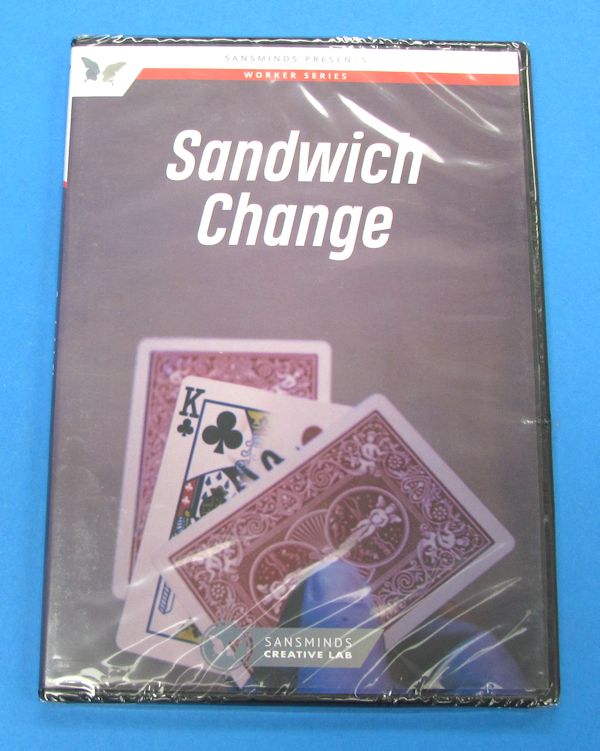 SANSMINDS PRESENTS
WORKER SERIES
Sandwich
Change
K
SANSMINDS
CREATIVE LAB